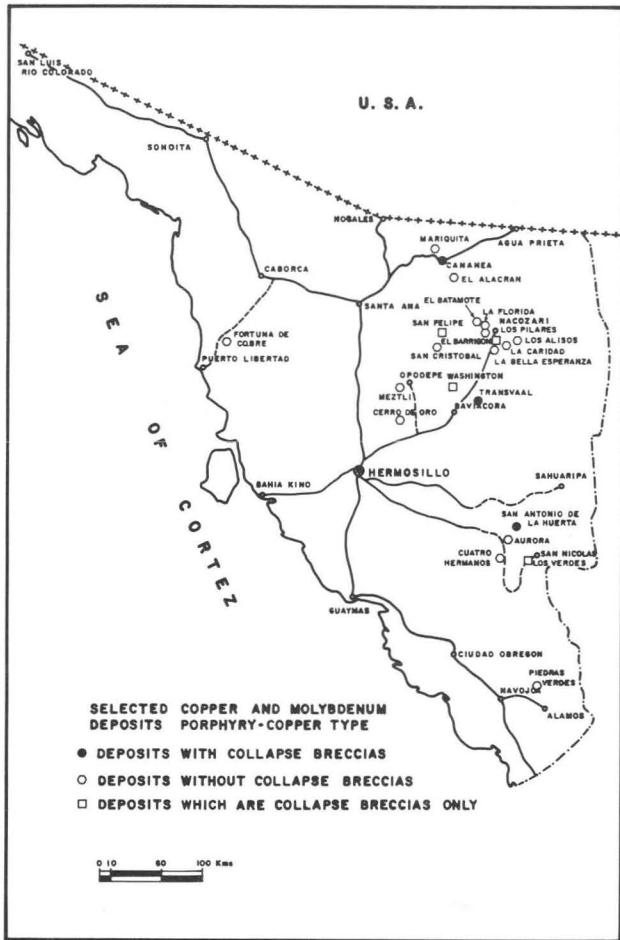 SAN LUIS
RIO COLORADO
U. S. A.
SONOITA
NOGALES
AGUA PRIETA
MARIQUITA
CANANEA
EL ALACRAN
CABORCA
SANTA ANA
EL BATAMOTE
LA FLORIDA
NACOZARI
SAN FELIPE
LOS PILARES
EL BARRIGON
LOS ALISOS
SAN CRISTOBAL
LA CARIDAD
LA BELLA ESPERANZA
FORTUNA DE
COBRE
PUERTO LIBERTAD
OPODEPE
WASHINGTON
MEZTLI
TRANSVAAL
CERRO DE ORO
BAVIACORA
SEA OF CORTEZ
HERMOSILLO
BAHIA KINO
SAHUARIPA
SAN ANTONIO DE
LA HUERTA
AURORA
CUATRO
HERMANOS
SAN NICOLAS
LOS VERDES
GUAYMAS
CIUDAD OBREGON
PIEDRAS
VERDES
NAVOJOA
ALAMOS
SELECTED COPPER AND MOLYBDENUM
DEPOSITS PORPHYRY-COPPER TYPE
DEPOSITS WITH COLLAPSE BRECCIAS
DEPOSITS WITHOUT COLLAPSE BRECCIAS
DEPOSITS WHICH ARE COLLAPSE BRECCIAS ONLY
0 10 60 100 Kms